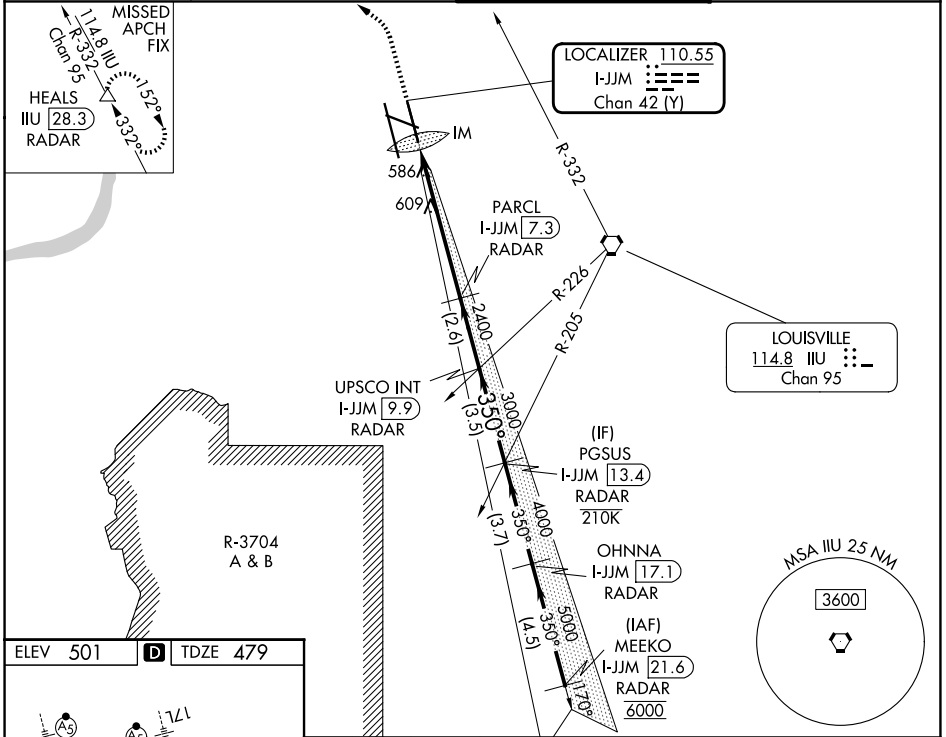 MISSED
APCH
FIX
114.8 IIU
R-332
Chan 95
HEALS
IIU 28.3
RADAR
152°
332°
LOCALIZER 110.55
I-JJM
Chan 42 (Y)
IM
586
609
R-332
PARCL
I-JJM 7.3
RADAR
R-226
R-205
LOUISVILLE
114.8 IIU
Chan 95
2400
(2.6)
UPSCO INT
I-JJM 9.9
RADAR
3000
350°
(3.5)
(IF)
PGSUS
I-JJM 13.4
RADAR
210K
4000
350°
(3.7)
R-3704
A & B
OHNNA
I-JJM 17.1
RADAR
5000
350°
(4.5)
(IAF)
MEEKO
I-JJM 21.6
RADAR
6000
170°
MSA IIU 25 NM
3600
ELEV 501 D TDZE 479
A5
A5
17L